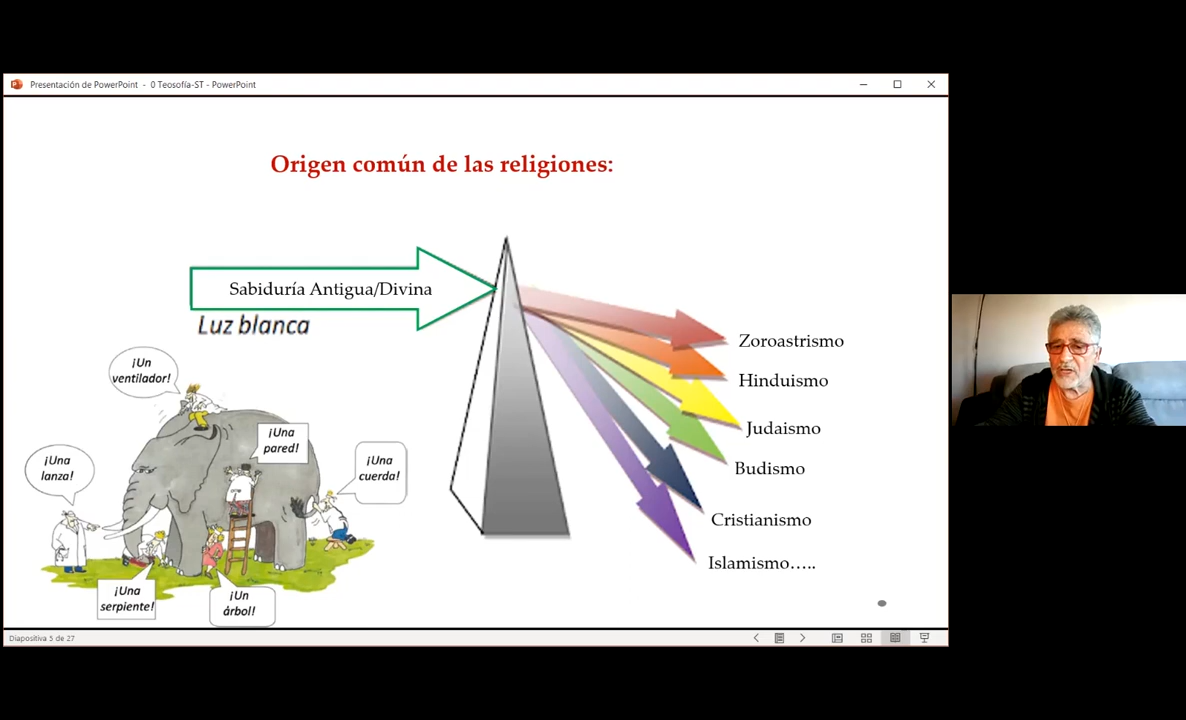 Presentación de PowerPoint - 0 Teosofía-ST - PowerPoint
Origen común de las religiones:
Sabiduría Antigua/Divina
Luz blanca
Zoroastrismo
Hinduismo
Judaismo
Budismo
Cristianismo
Islamismo…..
¡Un
ventilador!
¡Una
pared!
¡Una
lanza!
¡Una
cuerda!
¡Una
serpiente!
¡Un
árbol!
Diapositiva 5 de 27